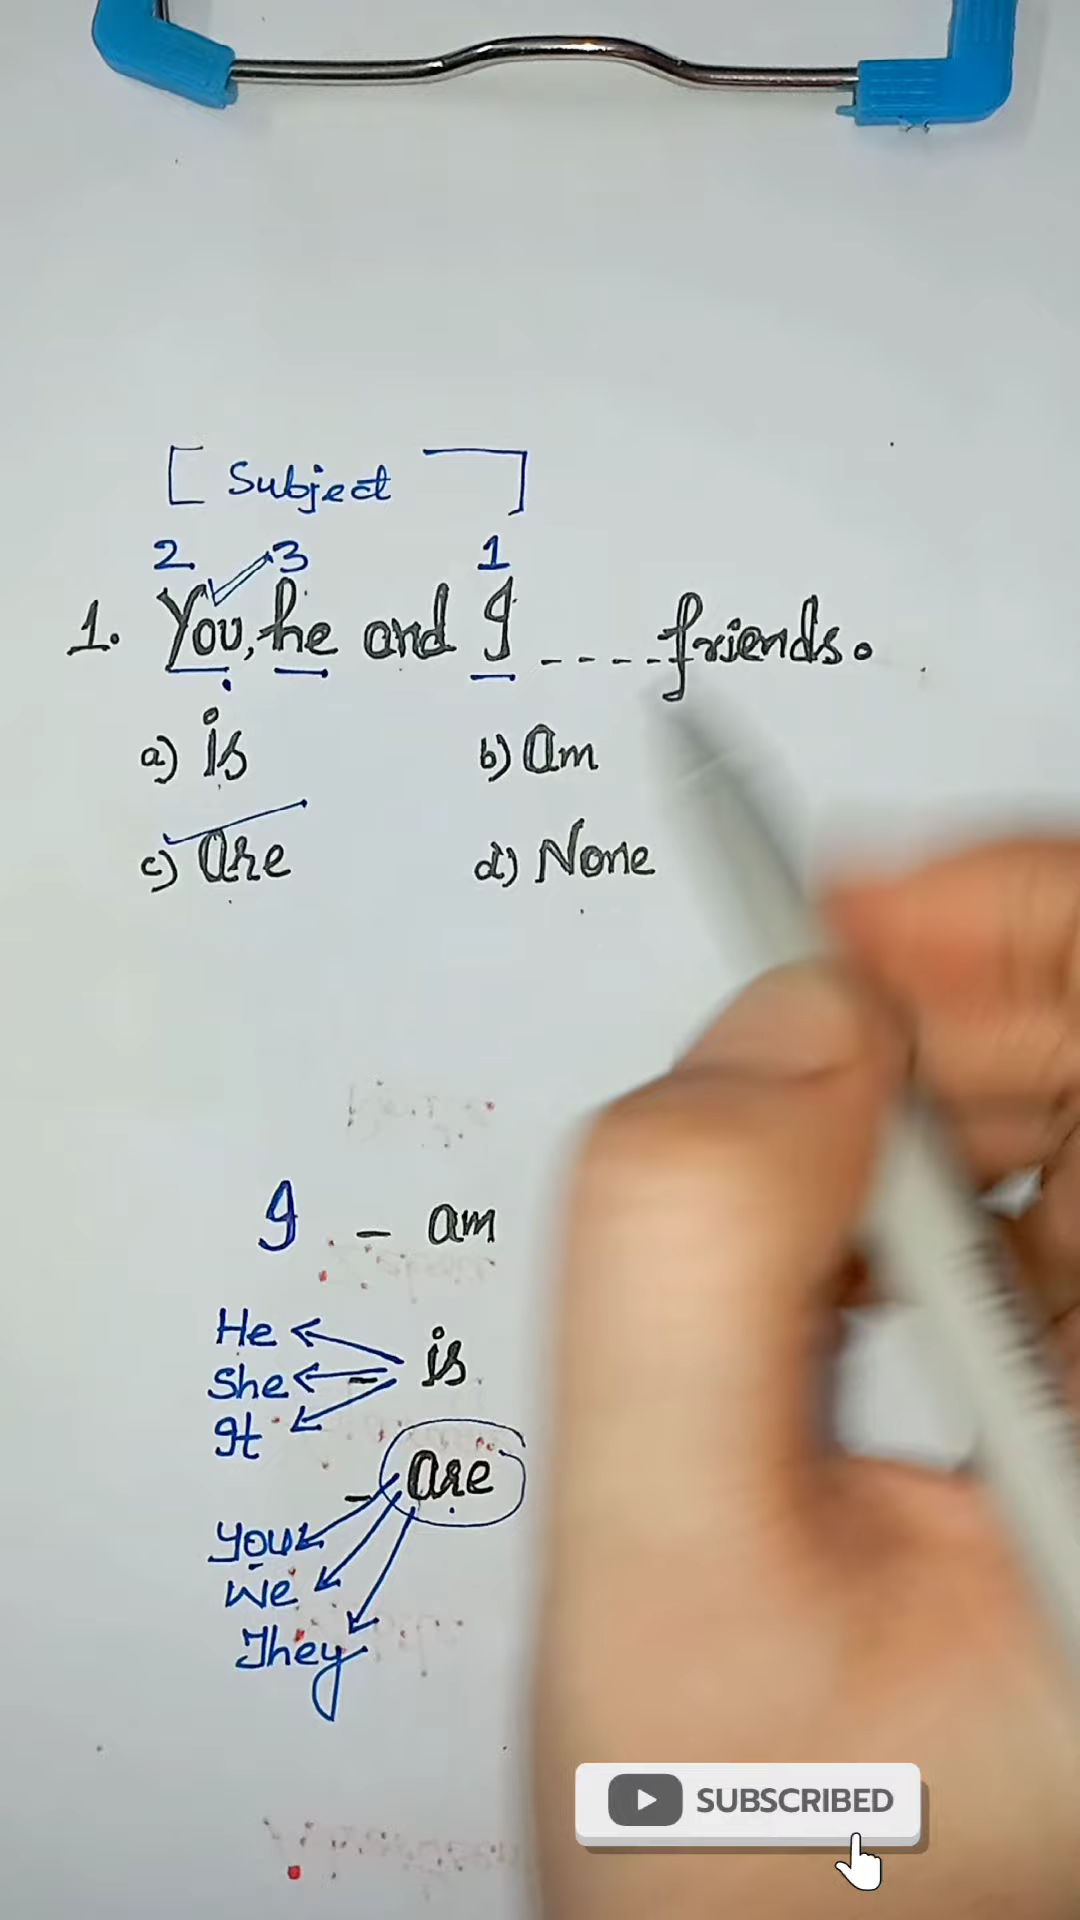 [ Subject ]
2 3 1
1. You, he and I ---- friends.
a) is b) am
c) are d) None
I - am
He
She - is
It
- are
You
We
They
SUBSCRIBED